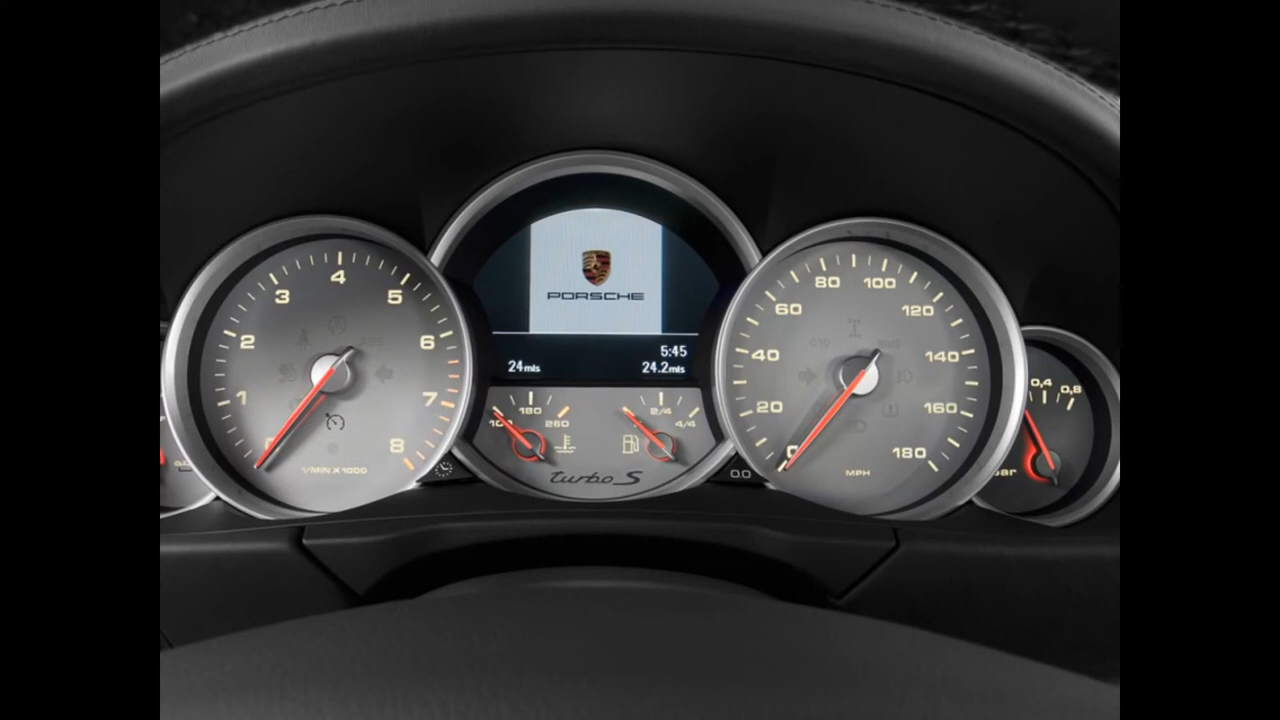 PORSCHE
5:45
24mls 24.2mls
1 2 3 4 5 6 7 8
1/MIN X 1000
180 260
2/4 4/4
turbo S
0 20 40 60 80 100 120 140 160 180
MPH
0.0
0,4 0,8